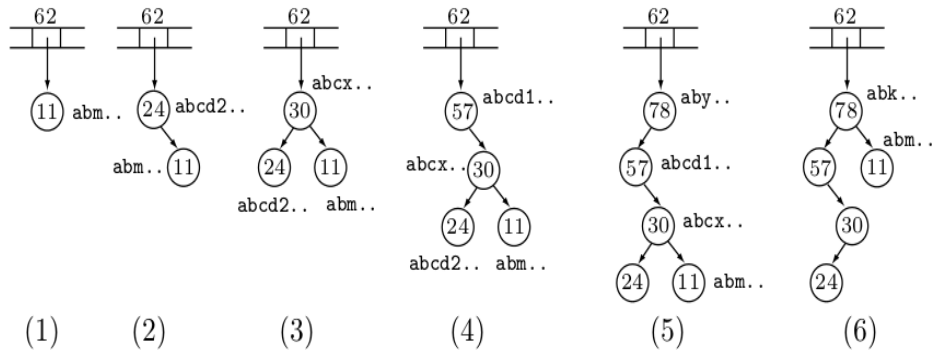 62
11 abm..
(1)
62
24 abcd2..
abm.. 11
(2)
62
abcx..
30
24 11
abcd2.. abm..
(3)
62
abcd1..
57
abcx.. 30
24 11
abcd2.. abm..
(4)
62
78 aby..
57 abcd1..
30 abcx..
24 11 abm..
(5)
62
abk..
78
abm..
57 11
30
24
(6)